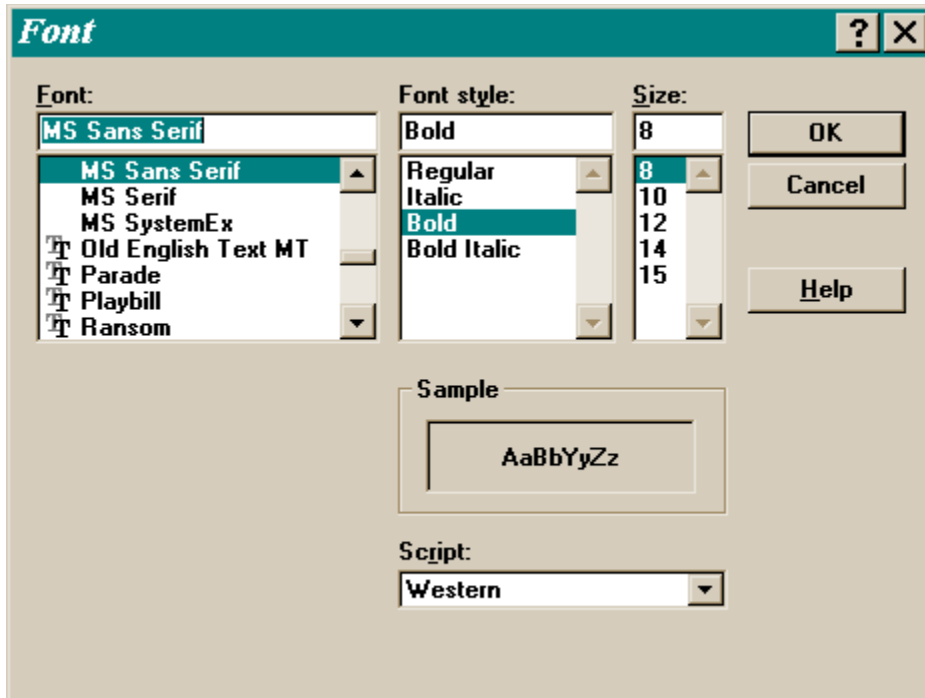 Font
Font:
MS Sans Serif
MS Sans Serif
MS Serif
MS SystemEx
Old English Text MT
Parade
Playbill
Ransom
Font style:
Bold
Regular
Italic
Bold
Bold Italic
Size:
8
8
10
12
14
15
OK
Cancel
Help
Sample
AaBbYyZz
Script:
Western